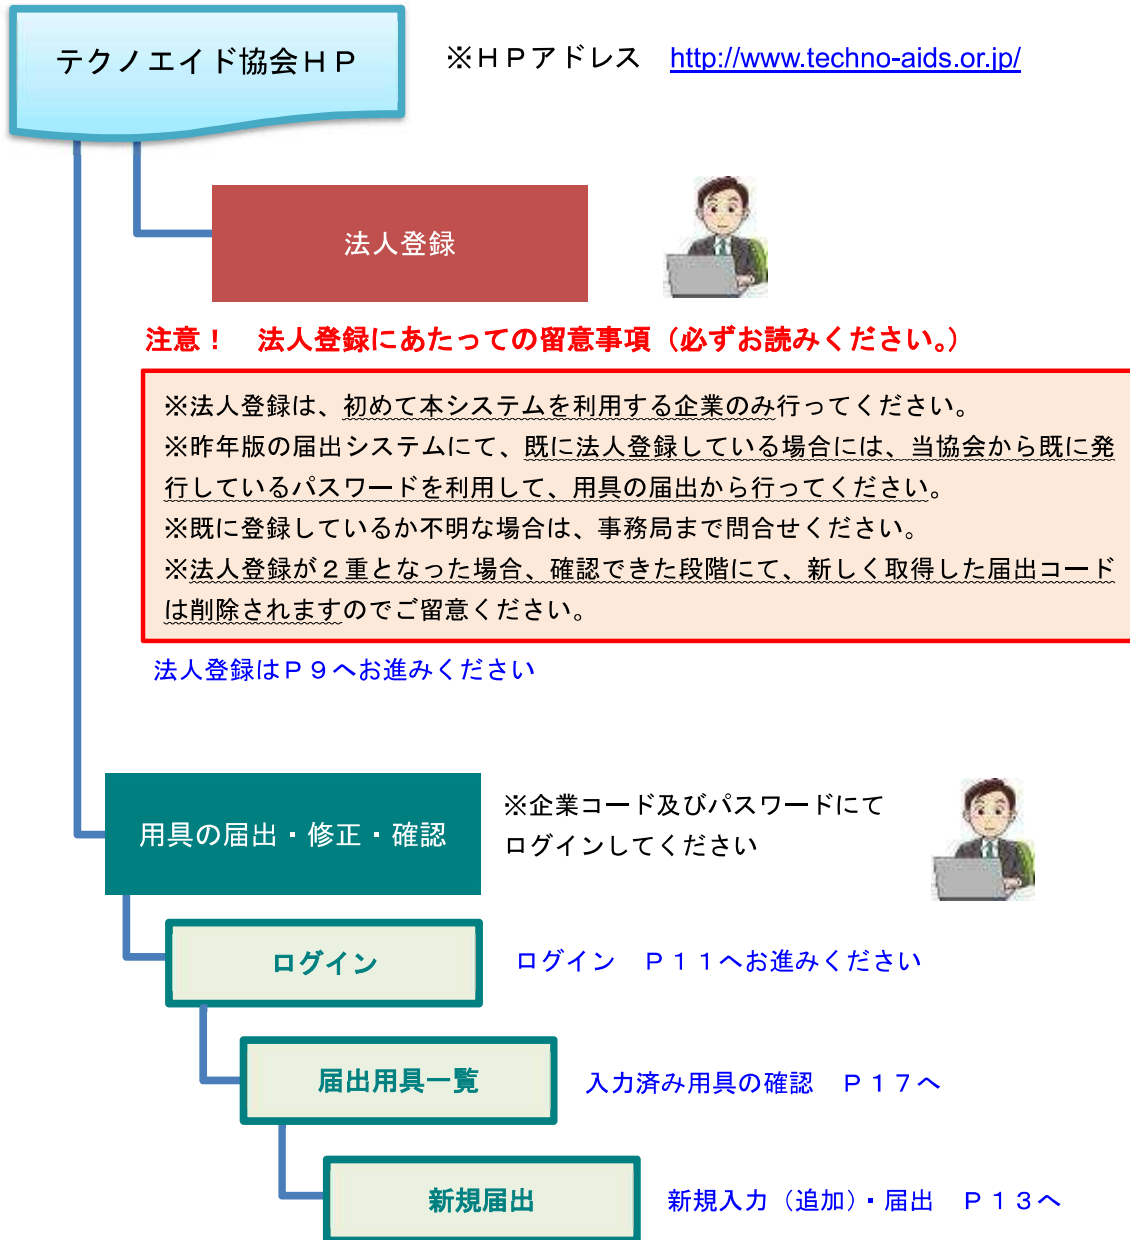 テクノエイド協会ＨＰ
※ＨＰアドレス　http://www.techno-aids.or.jp/
法人登録
注意！　法人登録にあたっての留意事項（必ずお読みください。）
※法人登録は、初めて本システムを利用する企業のみ行ってください。
※昨年版の届出システムにて、既に法人登録している場合には、当協会から既に発
行しているパスワードを利用して、用具の届出から行ってください。
※既に登録しているか不明な場合は、事務局まで問合せください。
※法人登録が２重となった場合、確認できた段階にて、新しく取得した届出コード
は削除されますのでご留意ください。
法人登録はＰ９へお進みください
用具の届出・修正・確認
※企業コード及びパスワードにて
ログインしてください
ログイン
ログイン　Ｐ１１へお進みください
届出用具一覧
入力済み用具の確認　Ｐ１７へ
新規届出
新規入力（追加）・届出　Ｐ１３へ